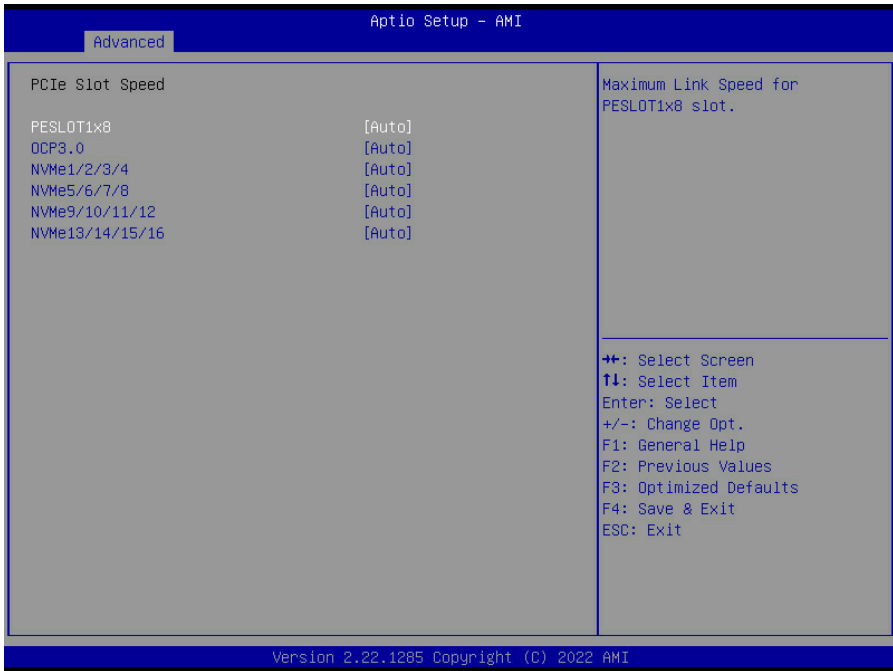 Aptio Setup – AMI
Advanced
PCIe Slot Speed
PESLOT1x8 [Auto]
OCP3.0 [Auto]
NVMe1/2/3/4 [Auto]
NVMe5/6/7/8 [Auto]
NVMe9/10/11/12 [Auto]
NVMe13/14/15/16 [Auto]
Maximum Link Speed for
PESLOT1x8 slot.
→←: Select Screen
↑↓: Select Item
Enter: Select
+/-: Change Opt.
F1: General Help
F2: Previous Values
F3: Optimized Defaults
F4: Save & Exit
ESC: Exit
Version 2.22.1285 Copyright (C) 2022 AMI